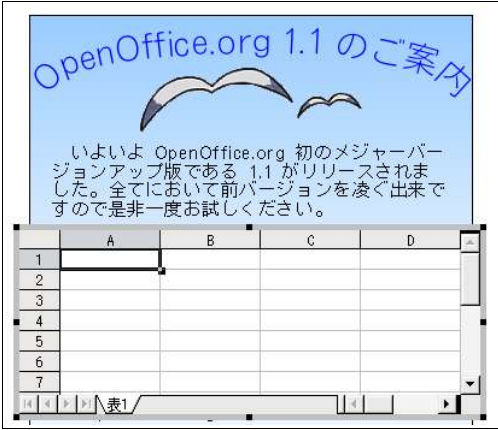 OpenOffice.org 1.1 のご案内
いよいよ OpenOffice.org 初のメジャーバー
ジョンアップ版である 1.1 がリリースされま
した。全てにおいて前バージョンを凌ぐ出来で
すので是非一度お試しください。
A B C D
1
2
3
4
5
6
7
表1